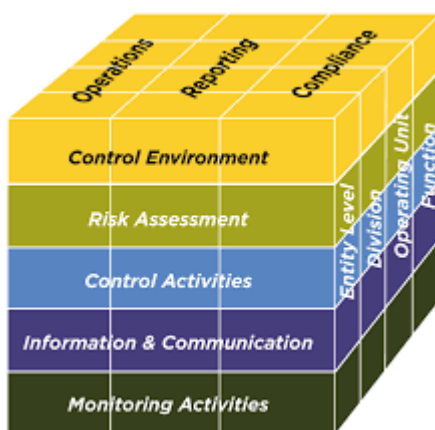 Operations
Reporting
Compliance
Control Environment
Risk Assessment
Control Activities
Information & Communication
Monitoring Activities
Entity Level
Division
Operating Unit
Function